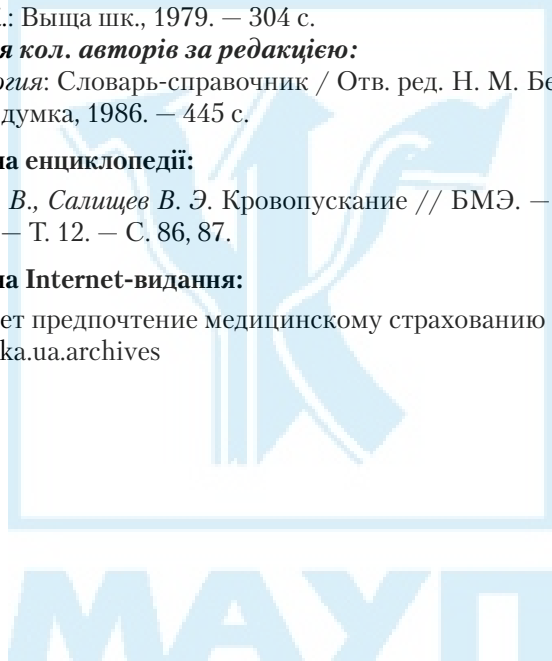 .: Выща шк., 1979. — 304 с.
я кол. авторів за редакцією:
огия: Словарь-справочник / Отв. ред. Н. М. Бе
думка, 1986. — 445 с.
на енциклопедії:
В., Салищев В. Э. Кровопускание // БМЭ. —
— Т. 12. — С. 86, 87.
на Internet-видання:
ет предпочтение медицинскому страхованию
ka.ua.archives
МАУП